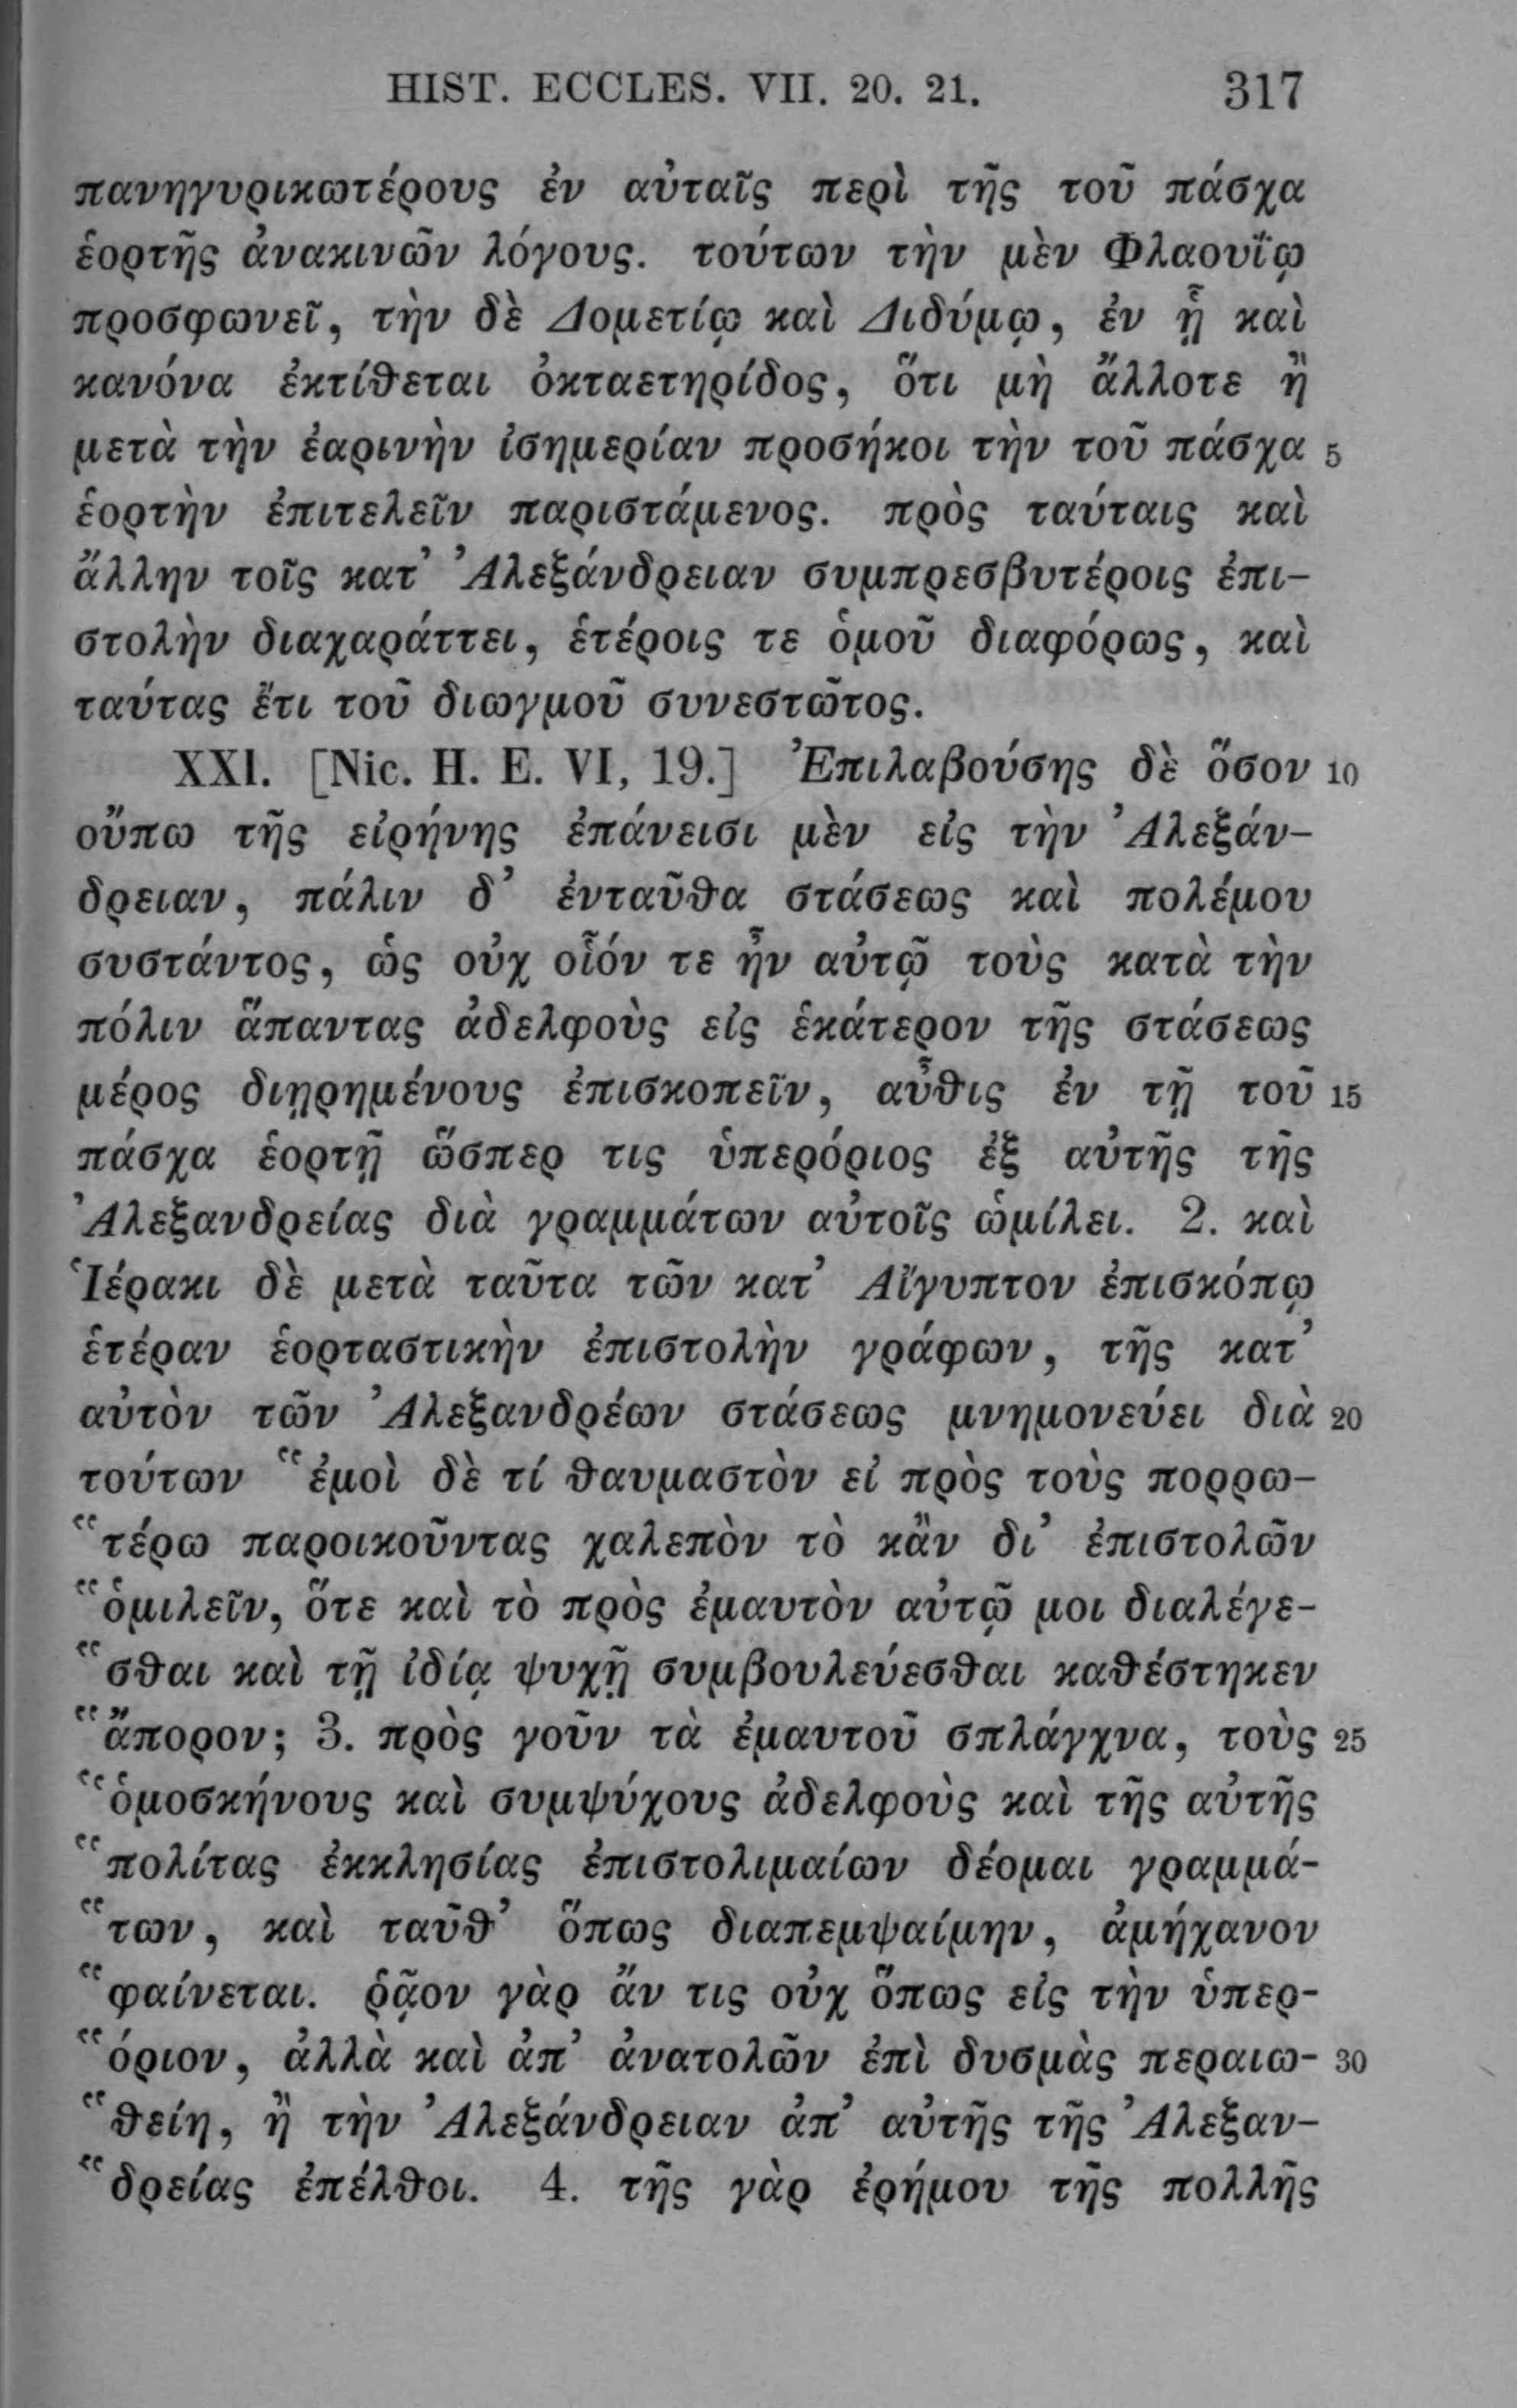 HIST. ECCLES. VII. 20. 21. 317
πανηγυρικωτέρους ἐν αὐταῖς περὶ τῆς τοῦ πάσχα
ἑορτῆς ἀνακινῶν λόγους. τούτων τὴν μὲν Φλαουΐῳ
προσφωνεῖ, τὴν δὲ Δομετίῳ καὶ Διδύμῳ, ἐν ᾗ καὶ
κανόνα ἐκτίθεται ὀκταετηρίδος, ὅτι μὴ ἄλλοτε ἢ
μετὰ τὴν ἐαρινὴν ἰσημερίαν προσήκοι τὴν τοῦ πάσχα 5
ἑορτὴν ἐπιτελεῖν παριστάμενος. πρὸς ταύταις καὶ
ἄλλην τοῖς κατ’ Ἀλεξάνδρειαν συμπρεσβυτέροις ἐπι-
στολὴν διαχαράττει, ἑτέροις τε ὁμοῦ διαφόρως, καὶ
ταύτας ἔτι τοῦ διωγμοῦ συνεστῶτος.
XXI. [Nic. H. E. VI, 19.] Ἐπιλαβούσης δὲ ὅσον 10
οὔπω τῆς εἰρήνης ἐπάνεισι μὲν εἰς τὴν Ἀλεξάν-
δρειαν, πάλιν δ’ ἐνταῦθα στάσεως καὶ πολέμου
συστάντος, ὡς οὐχ οἷόν τε ἦν αὐτῷ τοὺς κατὰ τὴν
πόλιν ἅπαντας ἀδελφοὺς εἰς ἑκάτερον τῆς στάσεως
μέρος διῃρημένους ἐπισκοπεῖν, αὖθις ἐν τῇ τοῦ 15
πάσχα ἑορτῇ ὥσπερ τις ὑπερόριος ἐξ αὐτῆς τῆς
Ἀλεξανδρείας διὰ γραμμάτων αὐτοῖς ὡμίλει. 2. καὶ
Ἱέρακι δὲ μετὰ ταῦτα τῶν κατ’ Αἴγυπτον ἐπισκόπῳ
ἑτέραν ἑορταστικὴν ἐπιστολὴν γράφων, τῆς κατ’
αὐτὸν τῶν Ἀλεξανδρέων στάσεως μνημονεύει διὰ 20
τούτων “ἐμοὶ δὲ τί θαυμαστὸν εἰ πρὸς τοὺς πορρω-
“τέρω παροικοῦντας χαλεπὸν τὸ κἂν δι’ ἐπιστολῶν
“ὁμιλεῖν, ὅτε καὶ τὸ πρὸς ἐμαυτὸν αὐτῷ μοι διαλέγε-
“σθαι καὶ τῇ ἰδίᾳ ψυχῇ συμβουλεύεσθαι καθέστηκεν
“ἄπορον; 3. πρὸς γοῦν τὰ ἐμαυτοῦ σπλάγχνα, τοὺς 25
“ὁμοσκήνους καὶ συμψύχους ἀδελφοὺς καὶ τῆς αὐτῆς
“πολίτας ἐκκλησίας ἐπιστολιμαίων δέομαι γραμμά-
“των, καὶ ταῦθ’ ὅπως διαπεμψαίμην, ἀμήχανον
“φαίνεται. ῥᾷον γὰρ ἄν τις οὐχ ὅπως εἰς τὴν ὑπερ-
“όριον, ἀλλὰ καὶ ἀπ’ ἀνατολῶν ἐπὶ δυσμὰς περαιω- 30
“θείη, ἢ τὴν Ἀλεξάνδρειαν ἀπ’ αὐτῆς τῆς Ἀλεξαν-
“δρείας ἐπέλθοι. 4. τῆς γὰρ ἐρήμου τῆς πολλῆς